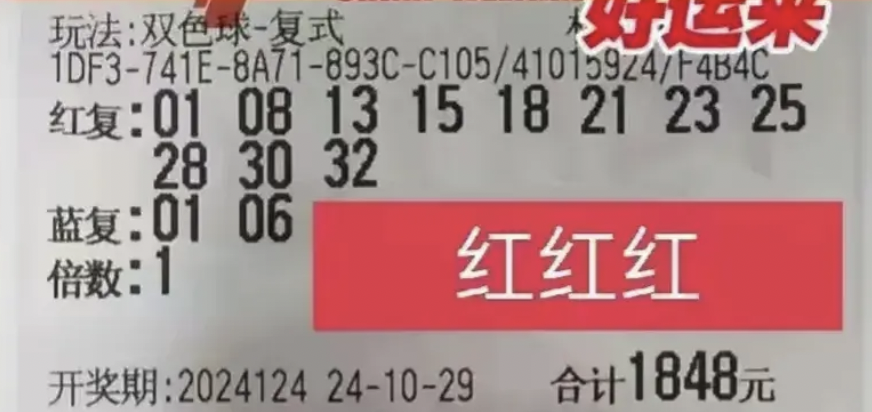 好运来
玩法:双色球-复式
1DF3-741E-8A71-893C-C105/41015924/F4B4C
红复:01 08 13 15 18 21 23 25
28 30 32
蓝复:01 06
倍数:1
红红红
开奖期:2024124 24-10-29 合计1848元